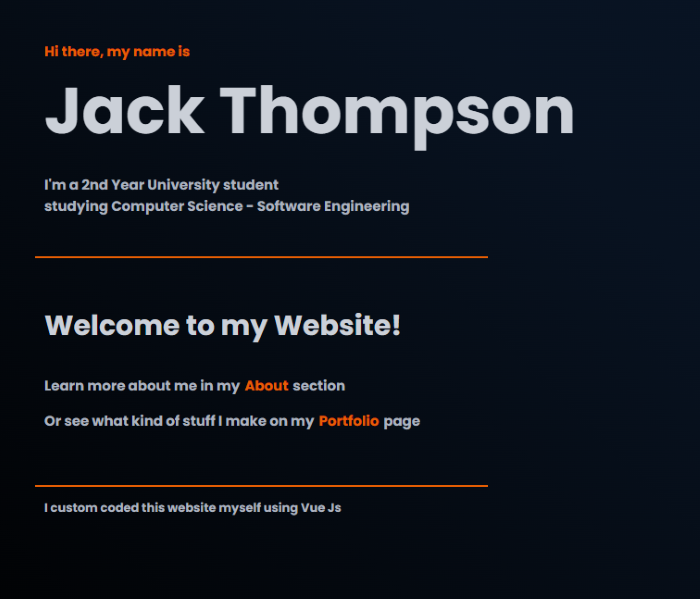 Hi there, my name is
Jack Thompson
I'm a 2nd Year University student
studying Computer Science - Software Engineering
Welcome to my Website!
Learn more about me in my About section
Or see what kind of stuff I make on my Portfolio page
I custom coded this website myself using Vue Js